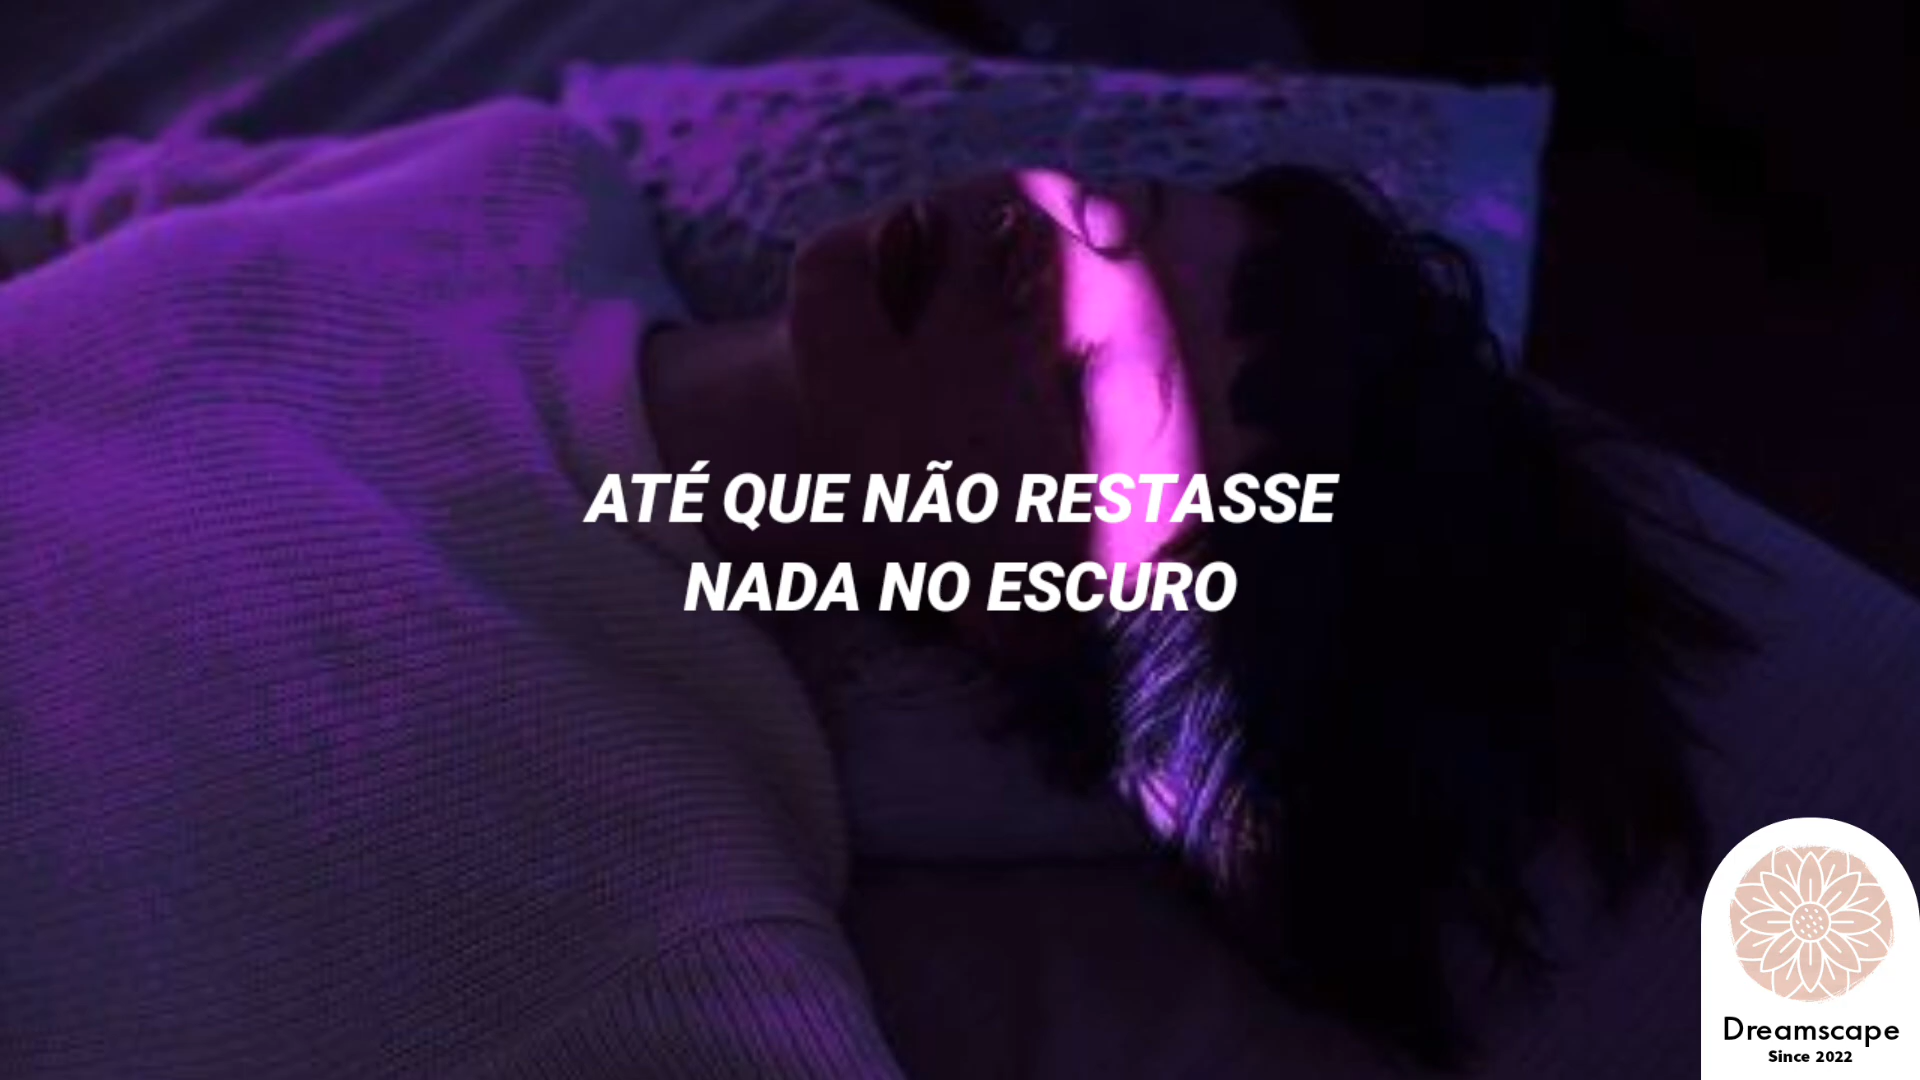 ATÉ QUE NÃO RESTASSE
NADA NO ESCURO
Dreamscape
Since 2022